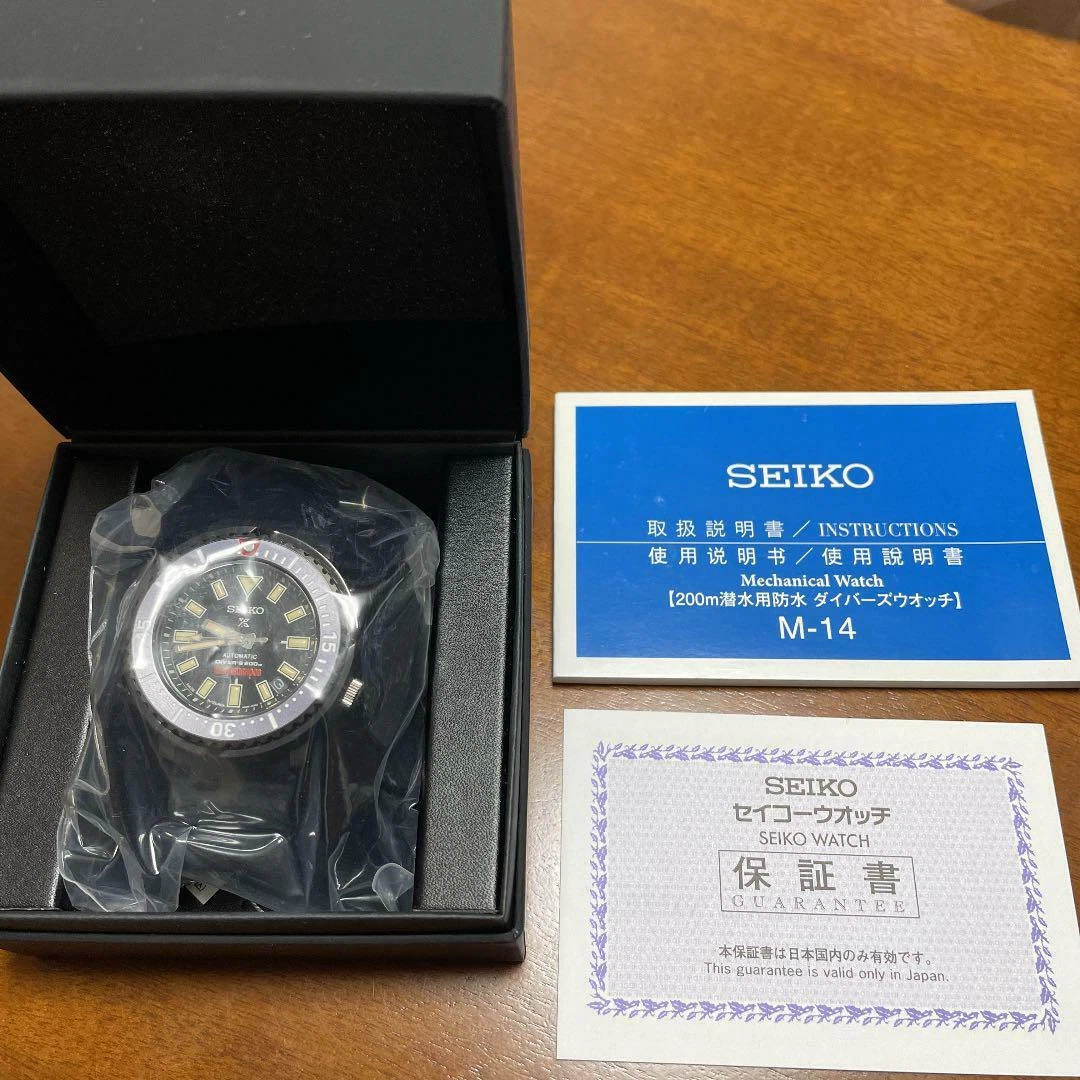 SEIKO
AUTOMATIC
DIVER'S 200m
15
30
45
SEIKO
取扱説明書／INSTRUCTIONS
使用说明书／使用說明書
Mechanical Watch
【200m潜水用防水 ダイバーズウオッチ】
M-14
SEIKO
セイコーウオッチ
SEIKO WATCH
保証書
GUARANTEE
本保証書は日本国内のみ有効です。
This guarantee is valid only in Japan.